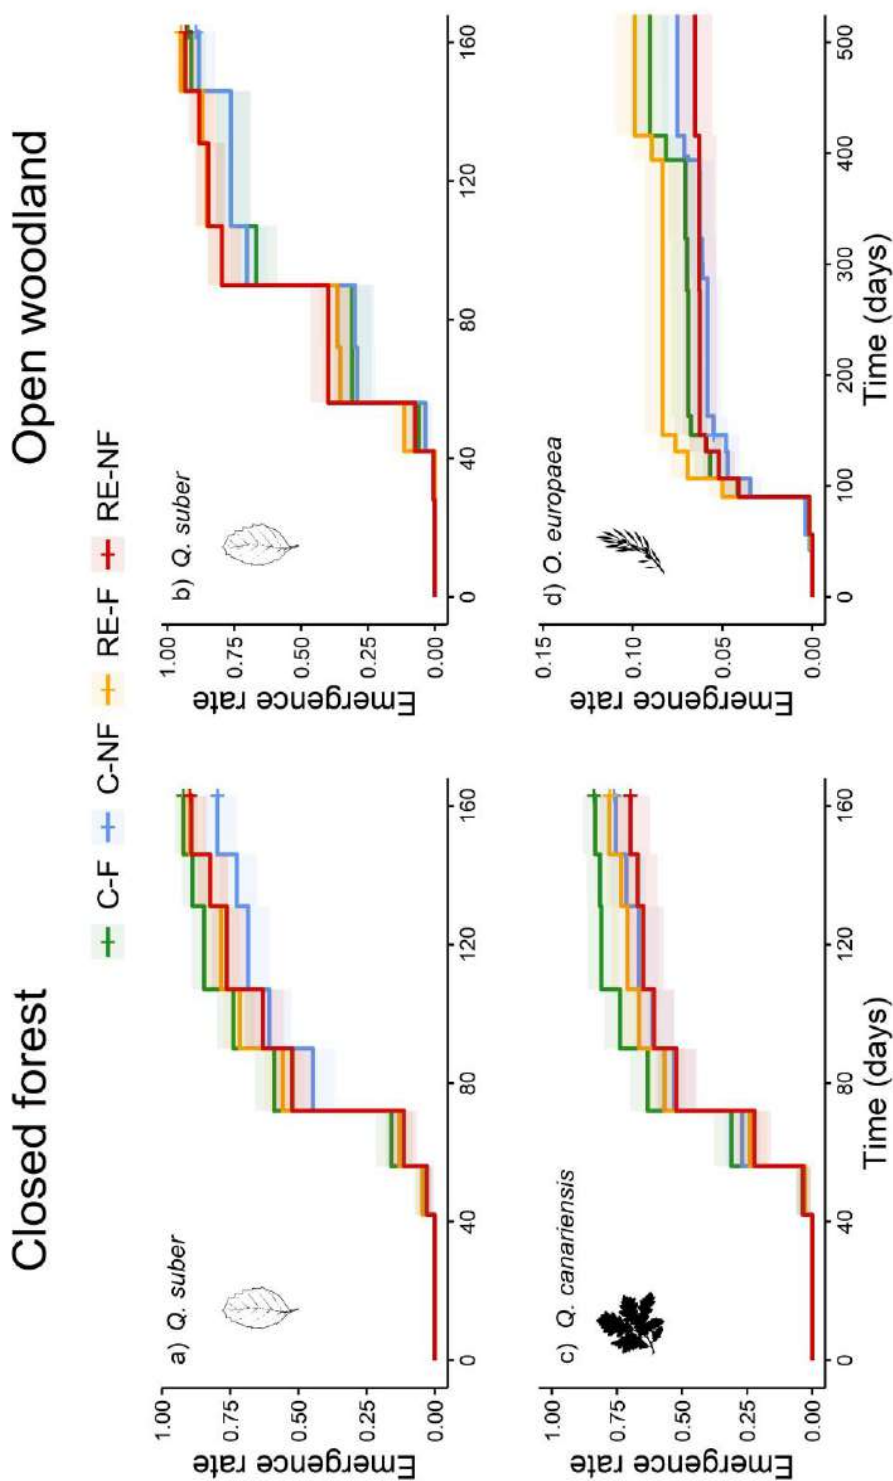 Closed forest
Open woodland
C-F C-NF RE-F RE-NF
a) Q. suber
Emergence rate
1.00
0.75
0.50
0.25
0.00
0 40 80 120 160
b) Q. suber
Emergence rate
1.00
0.75
0.50
0.25
0.00
0 40 80 120 160
c) Q. canariensis
Emergence rate
1.00
0.75
0.50
0.25
0.00
0 40 80 120 160
Time (days)
d) O. europaea
Emergence rate
0.15
0.10
0.05
0.00
0 100 200 300 400 500
Time (days)